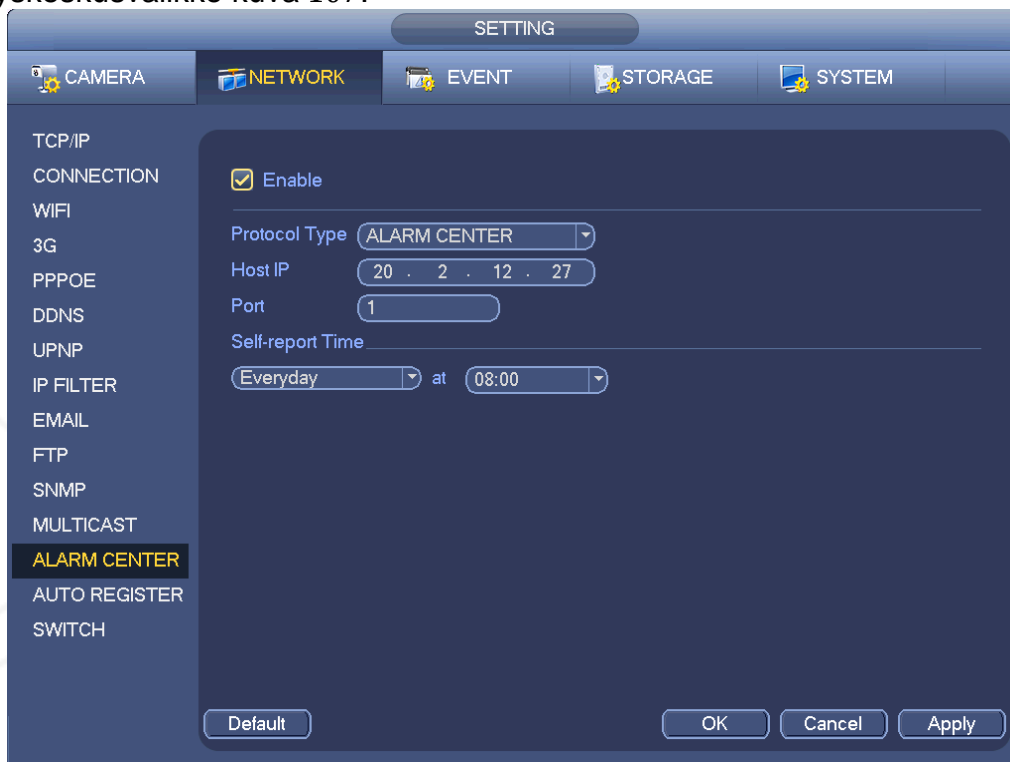 SETTING
CAMERA NETWORK EVENT STORAGE SYSTEM
TCP/IP
CONNECTION
WIFI
3G
PPPOE
DDNS
UPNP
IP FILTER
EMAIL
FTP
SNMP
MULTICAST
ALARM CENTER
AUTO REGISTER
SWITCH
Enable
Protocol Type ALARM CENTER
Host IP 20 . 2 . 12 . 27
Port 1
Self-report Time
Everyday at 08:00
Default OK Cancel Apply